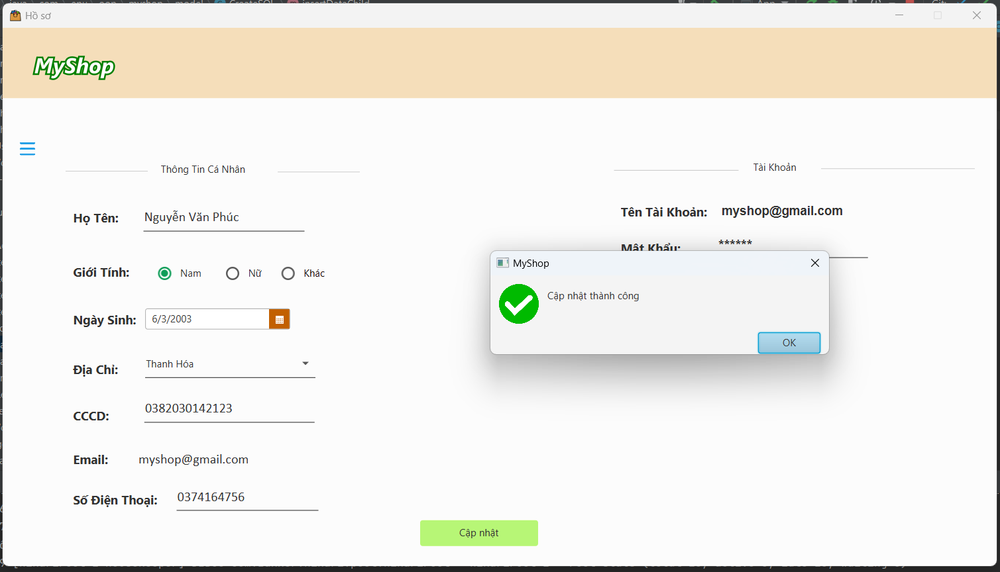 Hồ sơ
MyShop
Thông Tin Cá Nhân
Tài Khoản
Họ Tên: Nguyễn Văn Phúc
Tên Tài Khoản: myshop@gmail.com
Mật Khẩu: ******
Giới Tính: Nam Nữ Khác
MyShop
Cập nhật thành công
OK
Ngày Sinh: 6/3/2003
Địa Chỉ: Thanh Hóa
CCCD: 0382030142123
Email: myshop@gmail.com
Số Điện Thoại: 0374164756
Cập nhật